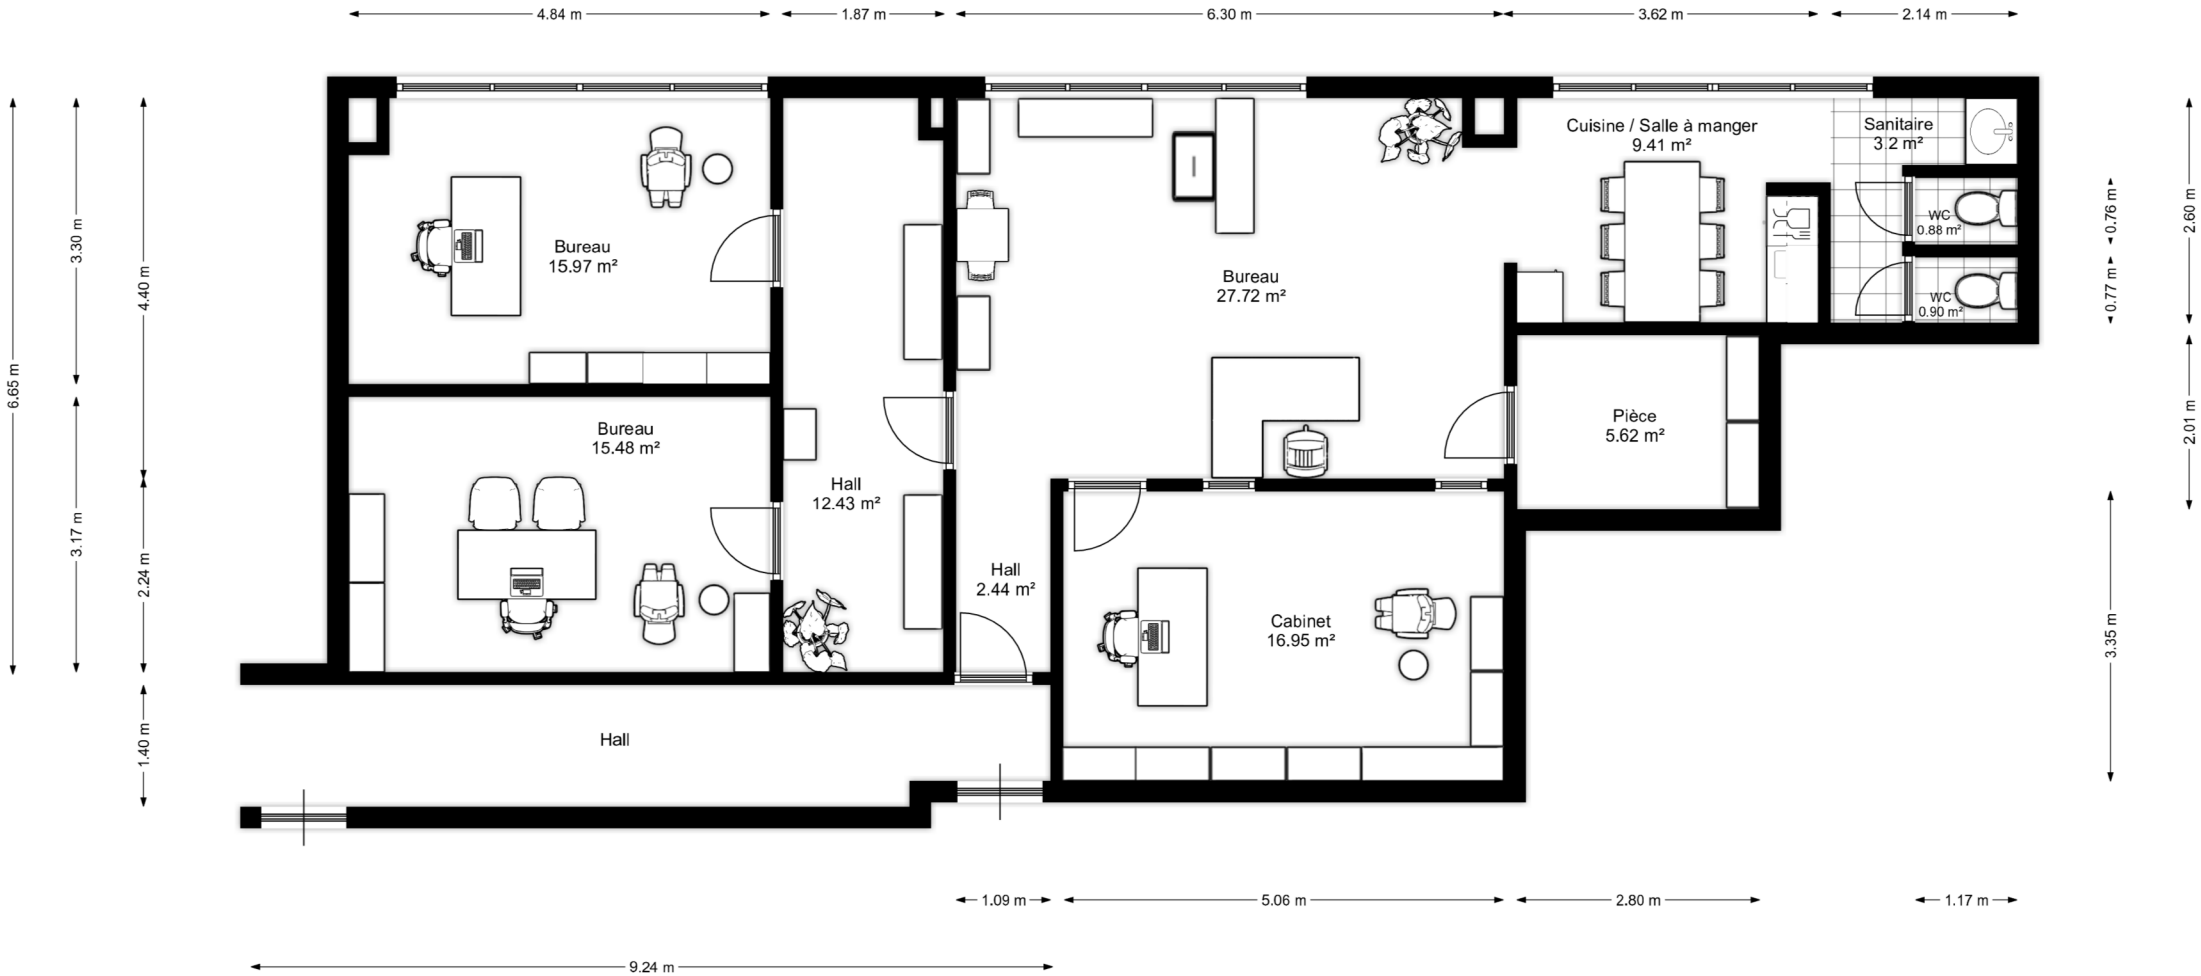 4.84 m
1.87 m
6.30 m
3.62 m
2.14 m
Cuisine / Salle à manger
9.41 m²
Sanitaire
3.2 m²
WC
0.88 m²
WC
0.90 m²
Bureau
15.97 m²
Bureau
27.72 m²
Bureau
15.48 m²
Pièce
5.62 m²
Hall
12.43 m²
Hall
2.44 m²
Cabinet
16.95 m²
Hall
6.65 m
3.30 m
3.17 m
4.40 m
2.24 m
1.40 m
0.76 m
0.77 m
2.60 m
2.01 m
3.35 m
1.09 m
5.06 m
2.80 m
1.17 m
9.24 m